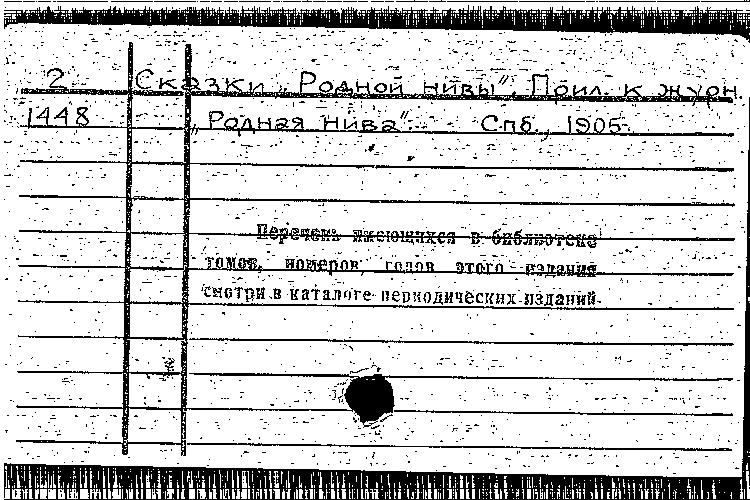 2 Сказки „Родной нивы". Прил. к журн.
1448 „Родная нива". Спб., 1905.
Перечень имеющихся в библиотеке
томов, номеров, годов этого издания
смотри в каталоге периодических изданий.